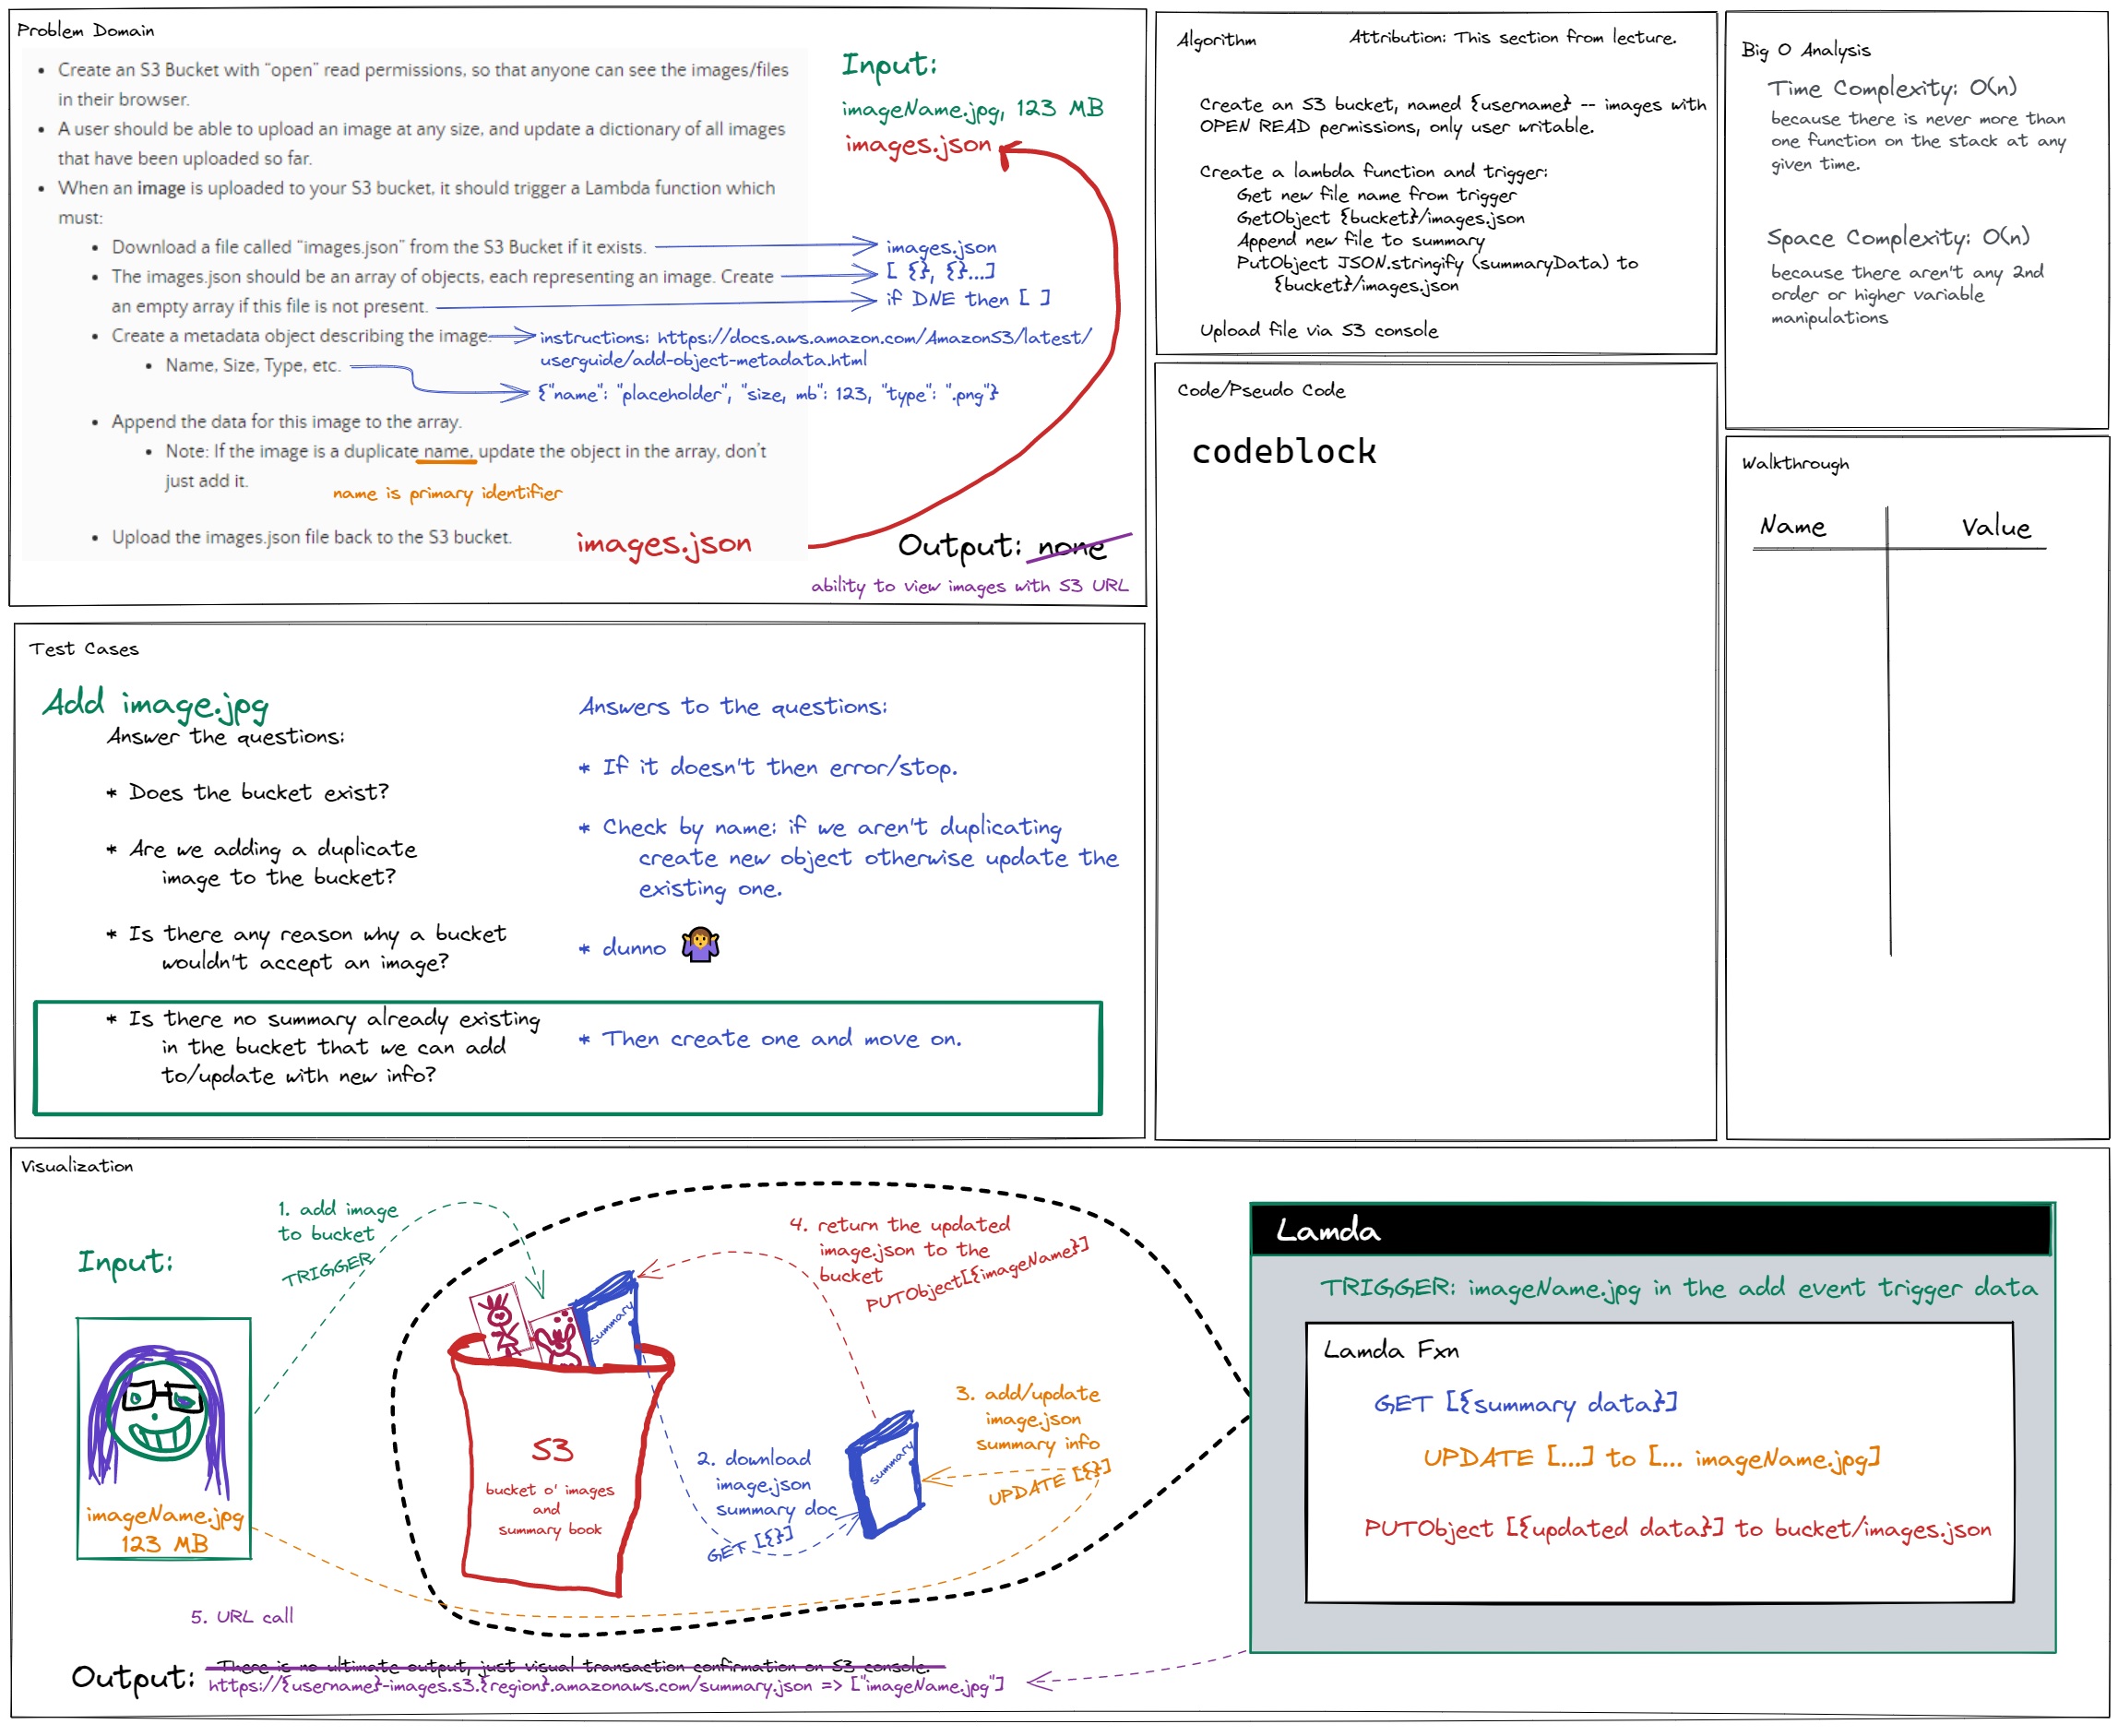 Problem Domain
• Create an S3 Bucket with “open” read permissions, so that anyone can see the images/files
in their browser.
• A user should be able to upload an image at any size, and update a dictionary of all images
that have been uploaded so far.
• When an image is uploaded to your S3 bucket, it should trigger a Lambda function which
must:
• Download a file called “images.json” from the S3 Bucket if it exists.
• The images.json should be an array of objects, each representing an image. Create
an empty array if this file is not present.
• Create a metadata object describing the image.
• Name, Size, Type, etc.
• Append the data for this image to the array.
• Note: If the image is a duplicate name, update the object in the array, don’t
just add it.
name is primary identifier
• Upload the images.json file back to the S3 bucket.
images.json
Input:
imageName.jpg, 123 MB
images.json
images.json
[ {}, {}...]
if DNE then [ ]
instructions: https://docs.aws.amazon.com/AmazonS3/latest/
userguide/add-object-metadata.html
{"name": "placeholder", "size, mb": 123, "type": ".png"}
Output: none
ability to view images with S3 URL
Algorithm
Attribution: This section from lecture.
Create an S3 bucket, named {username} -- images with
OPEN READ permissions, only user writable.
Create a lambda function and trigger:
Get new file name from trigger
GetObject {bucket}/images.json
Append new file to summary
PutObject JSON.stringify (summaryData) to
{bucket}/images.json
Upload file via S3 console
Big O Analysis
Time Complexity: O(n)
because there is never more than
one function on the stack at any
given time.
Space Complexity: O(n)
because there aren't any 2nd
order or higher variable
manipulations
Code/Pseudo Code
codeblock
Walkthrough
Name Value
Test Cases
Add image.jpg
Answer the questions:
* Does the bucket exist?
* Are we adding a duplicate
image to the bucket?
* Is there any reason why a bucket
wouldn't accept an image?
* Is there no summary already existing
in the bucket that we can add
to/update with new info?
Answers to the questions:
* If it doesn't then error/stop.
* Check by name: if we aren't duplicating
create new object otherwise update the
existing one.
* dunno 🤷‍♀️
* Then create one and move on.
Visualization
Input:
1. add image
to bucket
TRIGGER
imageName.jpg
123 MB
summary
S3
bucket o' images
and
summary book
2. download
image.json
summary doc
GET [{}]
summary
3. add/update
image.json
summary info
UPDATE [{}]
4. return the updated
image.json to the
bucket
PUTObject[{imageName}]
5. URL call
Output: There is no ultimate output, just visual transaction confirmation on S3 console.
https://{username}-images.s3.{region}.amazonaws.com/summary.json => ["imageName.jpg"]
Lamda
TRIGGER: imageName.jpg in the add event trigger data
Lamda Fxn
GET [{summary data}]
UPDATE [...] to [... imageName.jpg]
PUTObject [{updated data}] to bucket/images.json